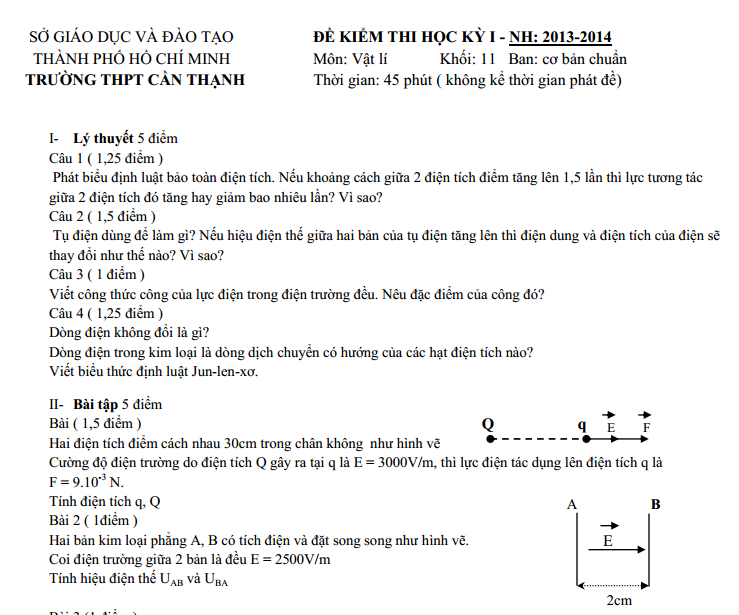 SỞ GIÁO DỤC VÀ ĐÀO TẠO
THÀNH PHỐ HỒ CHÍ MINH
TRƯỜNG THPT CẦN THẠNH
ĐỀ KIỂM THI HỌC KỲ I - NH: 2013-2014
Môn: Vật lí Khối: 11 Ban: cơ bản chuẩn
Thời gian: 45 phút ( không kể thời gian phát đề)
I- Lý thuyết 5 điểm
Câu 1 ( 1,25 điểm )
Phát biểu định luật bảo toàn điện tích. Nếu khoảng cách giữa 2 điện tích điểm tăng lên 1,5 lần thì lực tương tác
giữa 2 điện tích đó tăng hay giảm bao nhiêu lần? Vì sao?
Câu 2 ( 1,5 điểm )
Tụ điện dùng để làm gì? Nếu hiệu điện thế giữa hai bản của tụ điện tăng lên thì điện dung và điện tích của điện sẽ
thay đổi như thế nào? Vì sao?
Câu 3 ( 1 điểm )
Viết công thức công của lực điện trong điện trường đều. Nêu đặc điểm của công đó?
Câu 4 ( 1,25 điểm )
Dòng điện không đổi là gì?
Dòng điện trong kim loại là dòng dịch chuyển có hướng của các hạt điện tích nào?
Viết biểu thức định luật Jun-len-xơ.
II- Bài tập 5 điểm
Bài ( 1,5 điểm )
Q q E F
Hai điện tích điểm cách nhau 30cm trong chân không như hình vẽ
Cường độ điện trường do điện tích Q gây ra tại q là E = 3000V/m, thì lực điện tác dụng lên điện tích q là
F = 9.10⁻³ N.
Tính điện tích q, Q
Bài 2 ( 1điểm )
Hai bản kim loại phẳng A, B có tích điện và đặt song song như hình vẽ.
Coi điện trường giữa 2 bản là đều E = 2500V/m
Tính hiệu điện thế U_AB và U_BA
A B
E
2cm